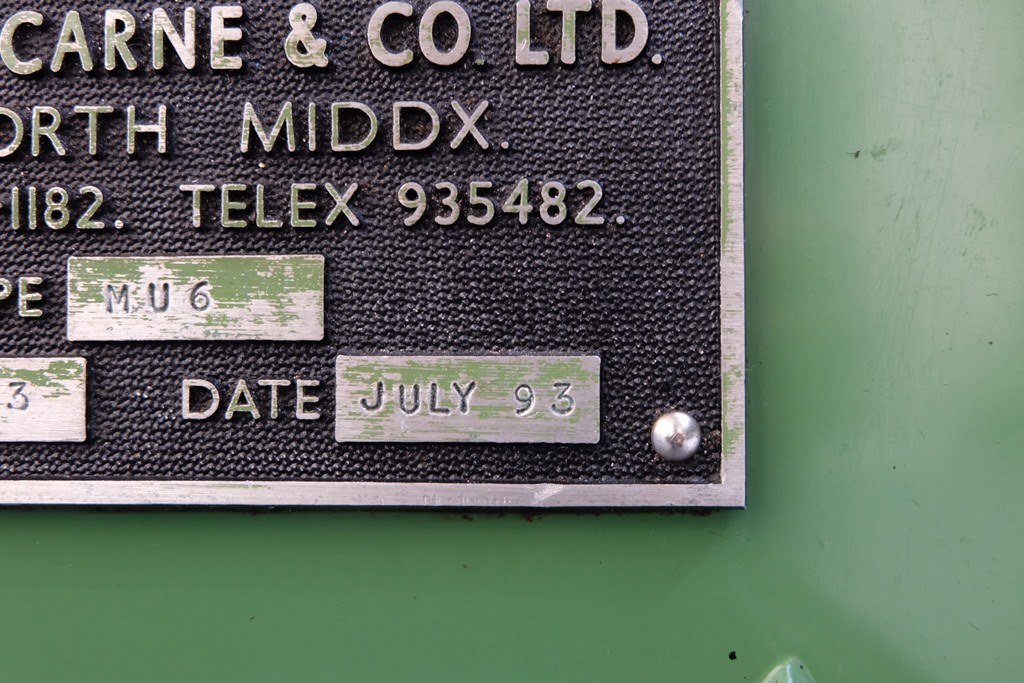 CARNE & CO. LTD.
ORTH MIDDX.
1182. TELEX 935482.
PE MU6
3 DATE JULY 93